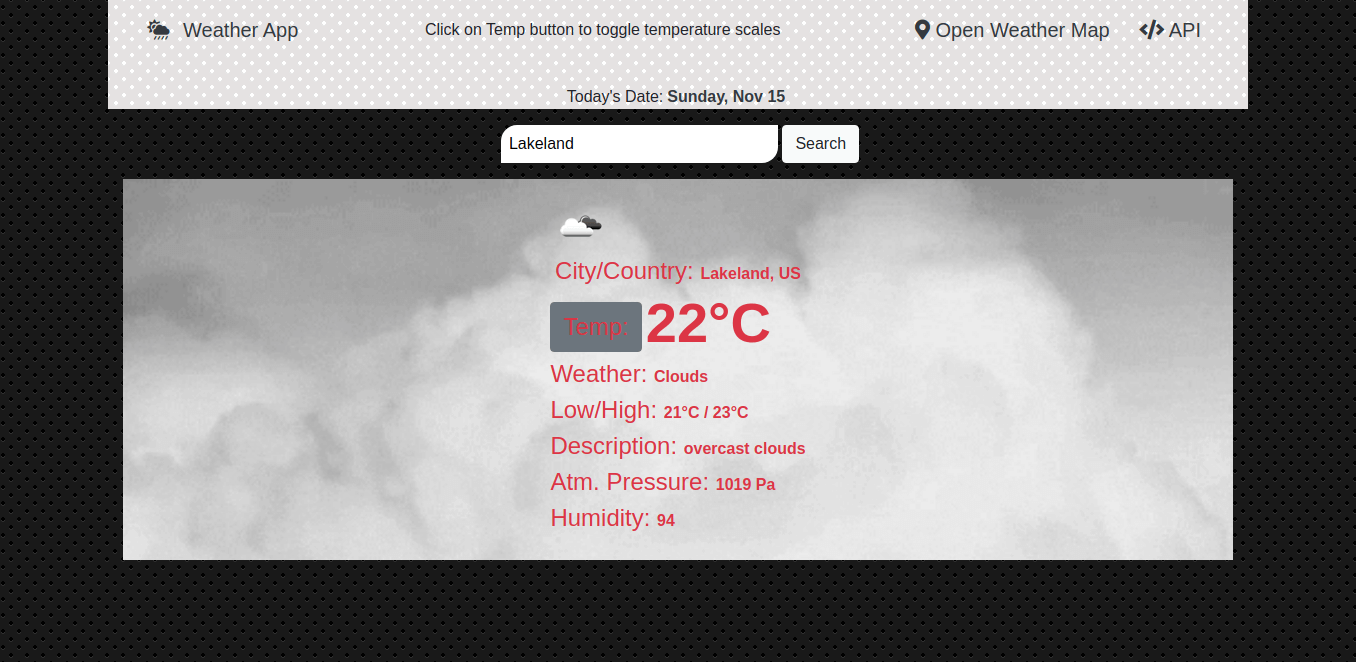 Weather App
Click on Temp button to toggle temperature scales
Open Weather Map
API
Today's Date: Sunday, Nov 15
Lakeland
Search
City/Country: Lakeland, US
Temp: 22°C
Weather: Clouds
Low/High: 21°C / 23°C
Description: overcast clouds
Atm. Pressure: 1019 Pa
Humidity: 94